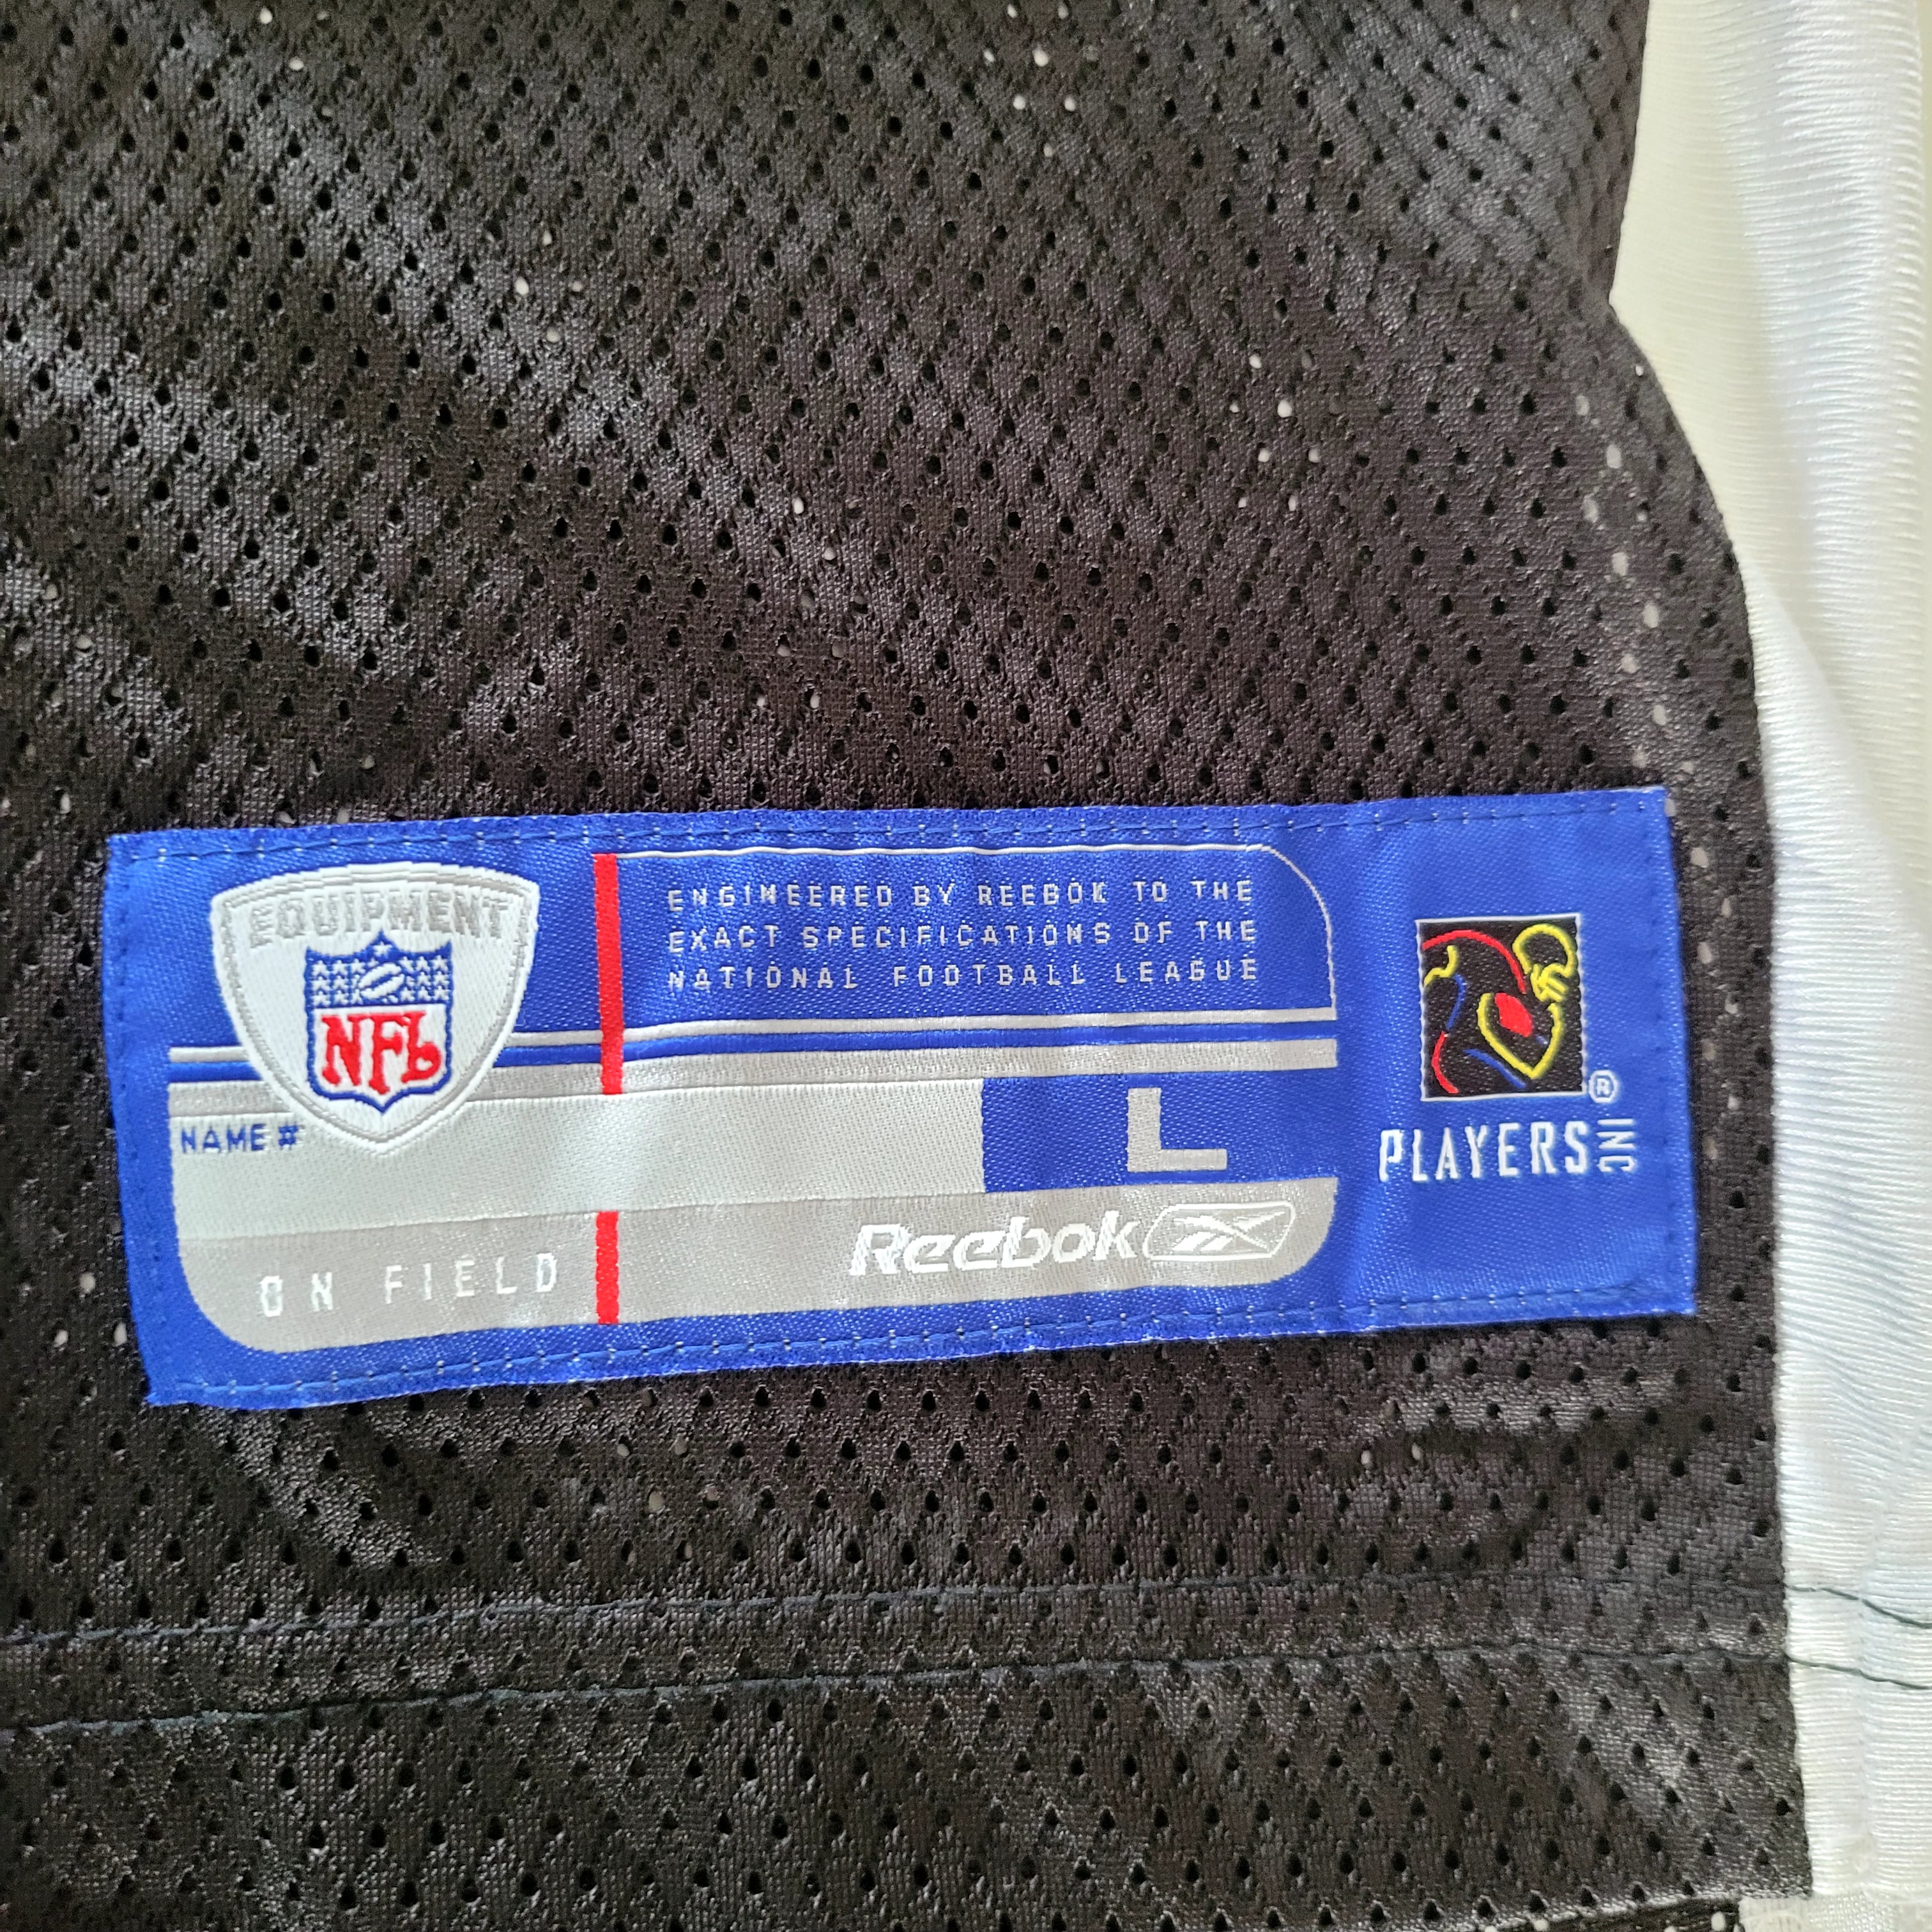 EQUIPMENT
NFL
ENGINEERED BY REEBOK TO THE
EXACT SPECIFICATIONS OF THE
NATIONAL FOOTBALL LEAGUE
NAME #
L
ON FIELD
Reebok
®
PLAYERS INC